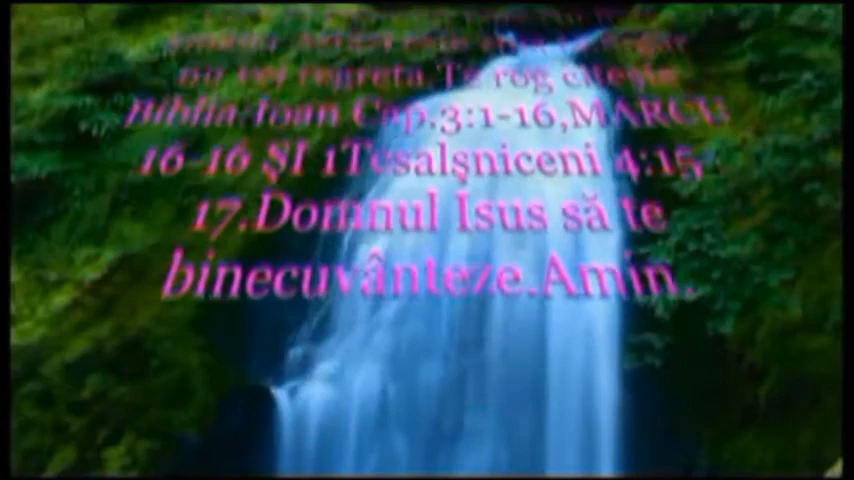 nu vei regreta Te rog citește
Biblia:Ioan Cap.3:1-16,MARCU
16-16 ŞI 1Tesalşniceni 4:15-
17.Domnul Isus să te
binecuvânteze.Amin.